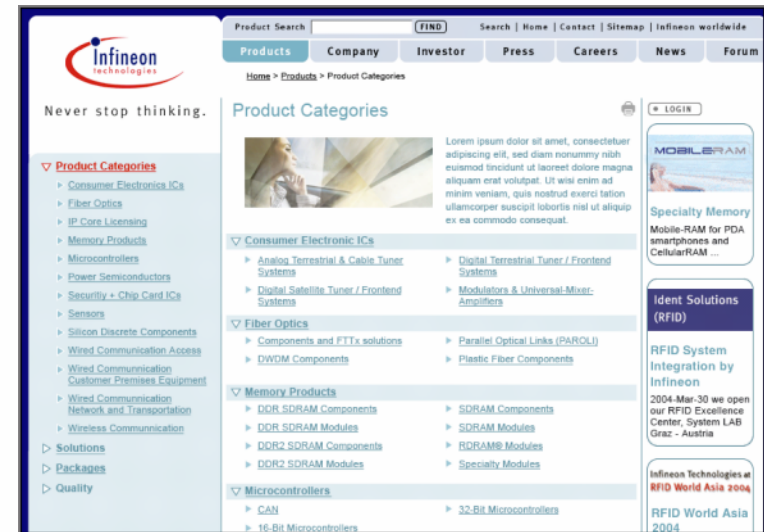 Product Search
FIND
Search | Home | Contact | Sitemap | Infineon worldwide
Infineon
technologies
Never stop thinking.
Products Company Investor Press Careers News Forum
Home > Products > Product Categories
Product Categories
Consumer Electronics ICs
Fiber Optics
IP Core Licensing
Memory Products
Microcontrollers
Power Semiconductors
Securitiy + Chip Card ICs
Sensors
Silicon Discrete Components
Wired Communication Access
Wired Communnication
Customer Premises Equipment
Wired Communnication
Network and Transportation
Wireless Communnication
Solutions
Packages
Quality
Product Categories
Lorem ipsum dolor sit amet, consectetuer
adipiscing elit, sed diam nonummy nibh
euismod tincidunt ut laoreet dolore magna
aliquam erat volutpat. Ut wisi enim ad
minim veniam, quis nostrud exerci tation
ullamcorper suscipit lobortis nisl ut aliquip
ex ea commodo consequat.
Consumer Electronic ICs
Analog Terrestrial & Cable Tuner
Systems
Digital Terrestrial Tuner / Frontend
Systems
Digital Satellite Tuner / Frontend
Systems
Modulators & Universal-Mixer-
Amplifiers
Fiber Optics
Components and FTTx solutions
Parallel Optical Links (PAROLI)
DWDM Components
Plastic Fiber Components
Memory Products
DDR SDRAM Components
SDRAM Components
DDR SDRAM Modules
SDRAM Modules
DDR2 SDRAM Components
RDRAM® Modules
DDR2 SDRAM Modules
Specialty Modules
Microcontrollers
CAN
32-Bit Microcontrollers
16-Bit Microcontrollers
LOGIN
MOBILERAM
Specialty Memory
Mobile-RAM for PDA
smartphones and
CellularRAM ...
Ident Solutions
(RFID)
RFID System
Integration by
Infineon
2004-Mar-30 we open
our RFID Excellence
Center, System LAB
Graz - Austria
Infineon Technologies at
RFID World Asia 2004
RFID World Asia
2004